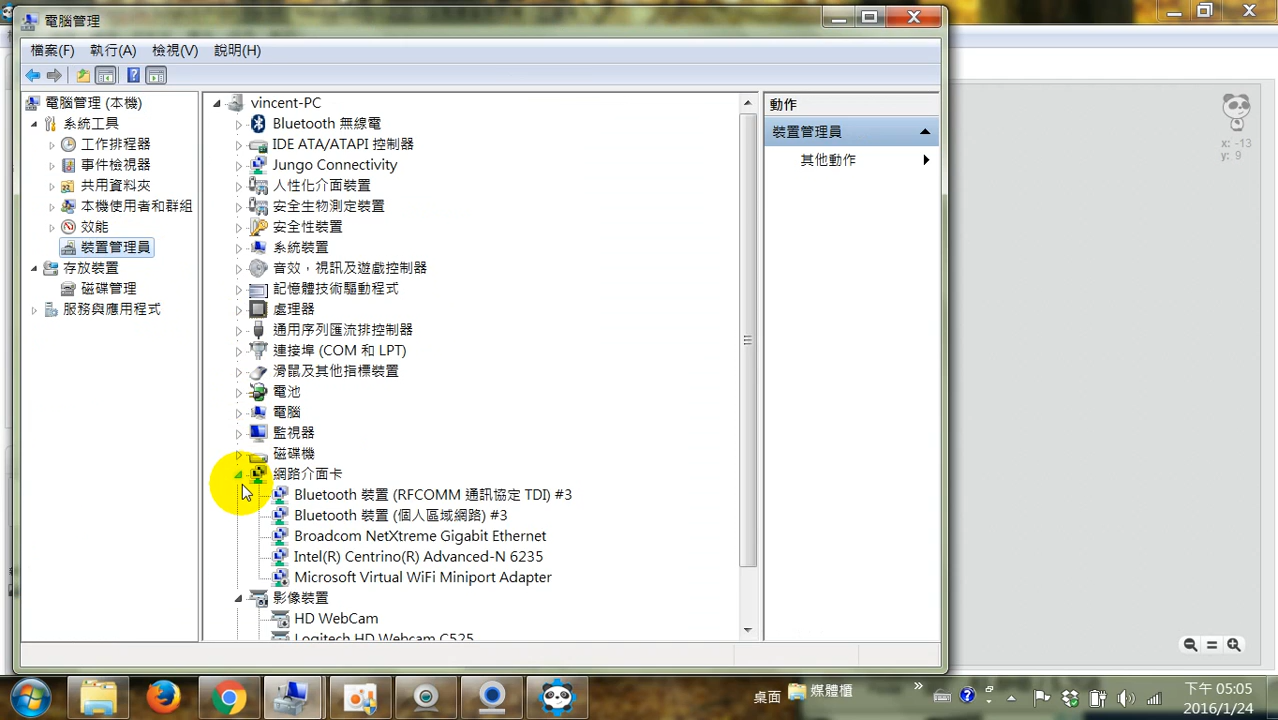 電腦管理
檔案(F) 執行(A) 檢視(V) 說明(H)
電腦管理 (本機)
系統工具
工作排程器
事件檢視器
共用資料夾
本機使用者和群組
效能
裝置管理員
存放裝置
磁碟管理
服務與應用程式
vincent-PC
Bluetooth 無線電
IDE ATA/ATAPI 控制器
Jungo Connectivity
人性化介面裝置
安全生物測定裝置
安全性裝置
系統裝置
音效，視訊及遊戲控制器
記憶體技術驅動程式
處理器
通用序列匯流排控制器
連接埠 (COM 和 LPT)
滑鼠及其他指標裝置
電池
電腦
監視器
磁碟機
網路介面卡
Bluetooth 裝置 (RFCOMM 通訊協定 TDI) #3
Bluetooth 裝置 (個人區域網路) #3
Broadcom NetXtreme Gigabit Ethernet
Intel(R) Centrino(R) Advanced-N 6235
Microsoft Virtual WiFi Miniport Adapter
影像裝置
HD WebCam
Logitech HD Webcam C525
動作
裝置管理員
其他動作
x: -13
y: 9
桌面
媒體櫃
下午 05:05
2016/1/24